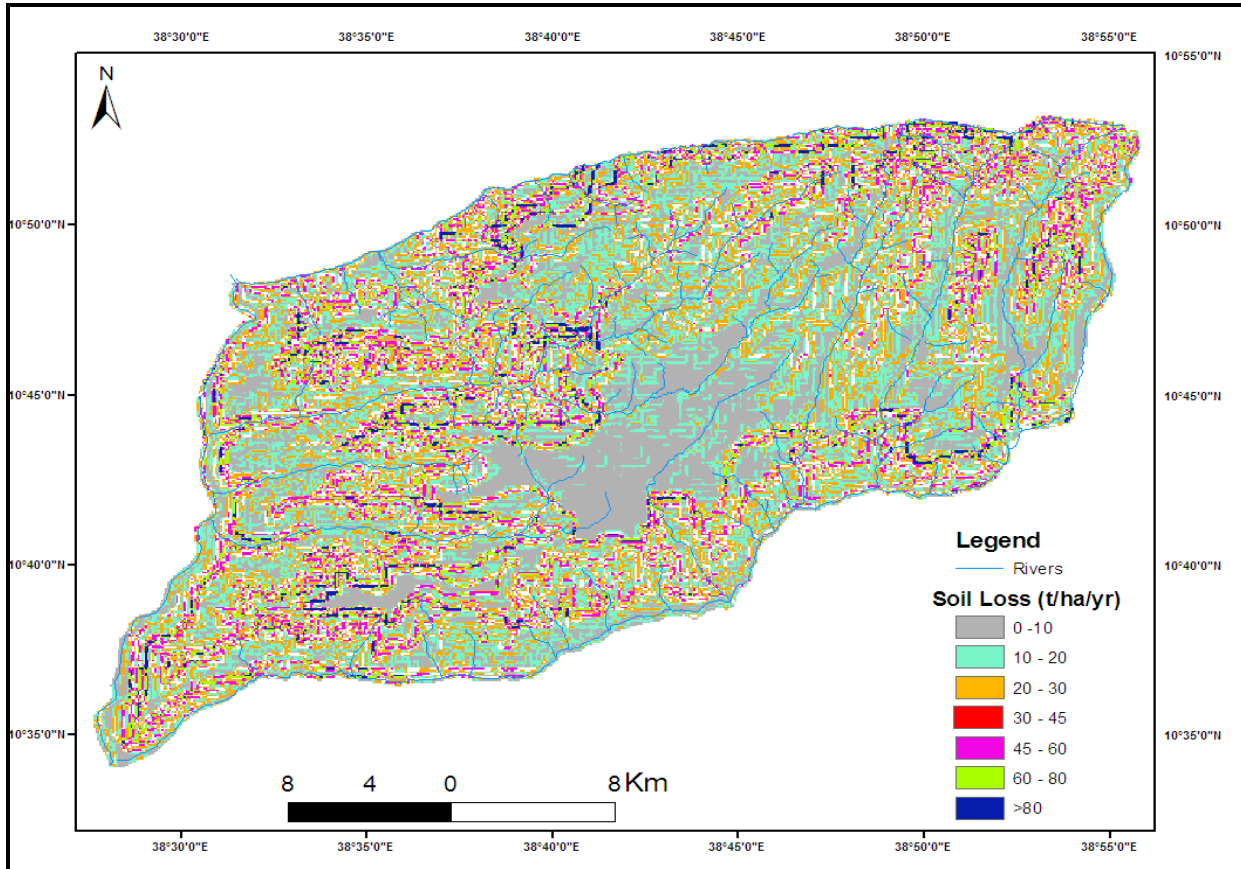 38°30'0"E 38°35'0"E 38°40'0"E 38°45'0"E 38°50'0"E 38°55'0"E
10°55'0"N
N
10°50'0"N 10°50'0"N
10°45'0"N 10°45'0"N
10°40'0"N 10°40'0"N
10°35'0"N 10°35'0"N
Legend
Rivers
Soil Loss (t/ha/yr)
0 -10
10 - 20
20 - 30
30 - 45
45 - 60
60 - 80
>80
8 4 0 8 Km
38°30'0"E 38°35'0"E 38°40'0"E 38°45'0"E 38°50'0"E 38°55'0"E